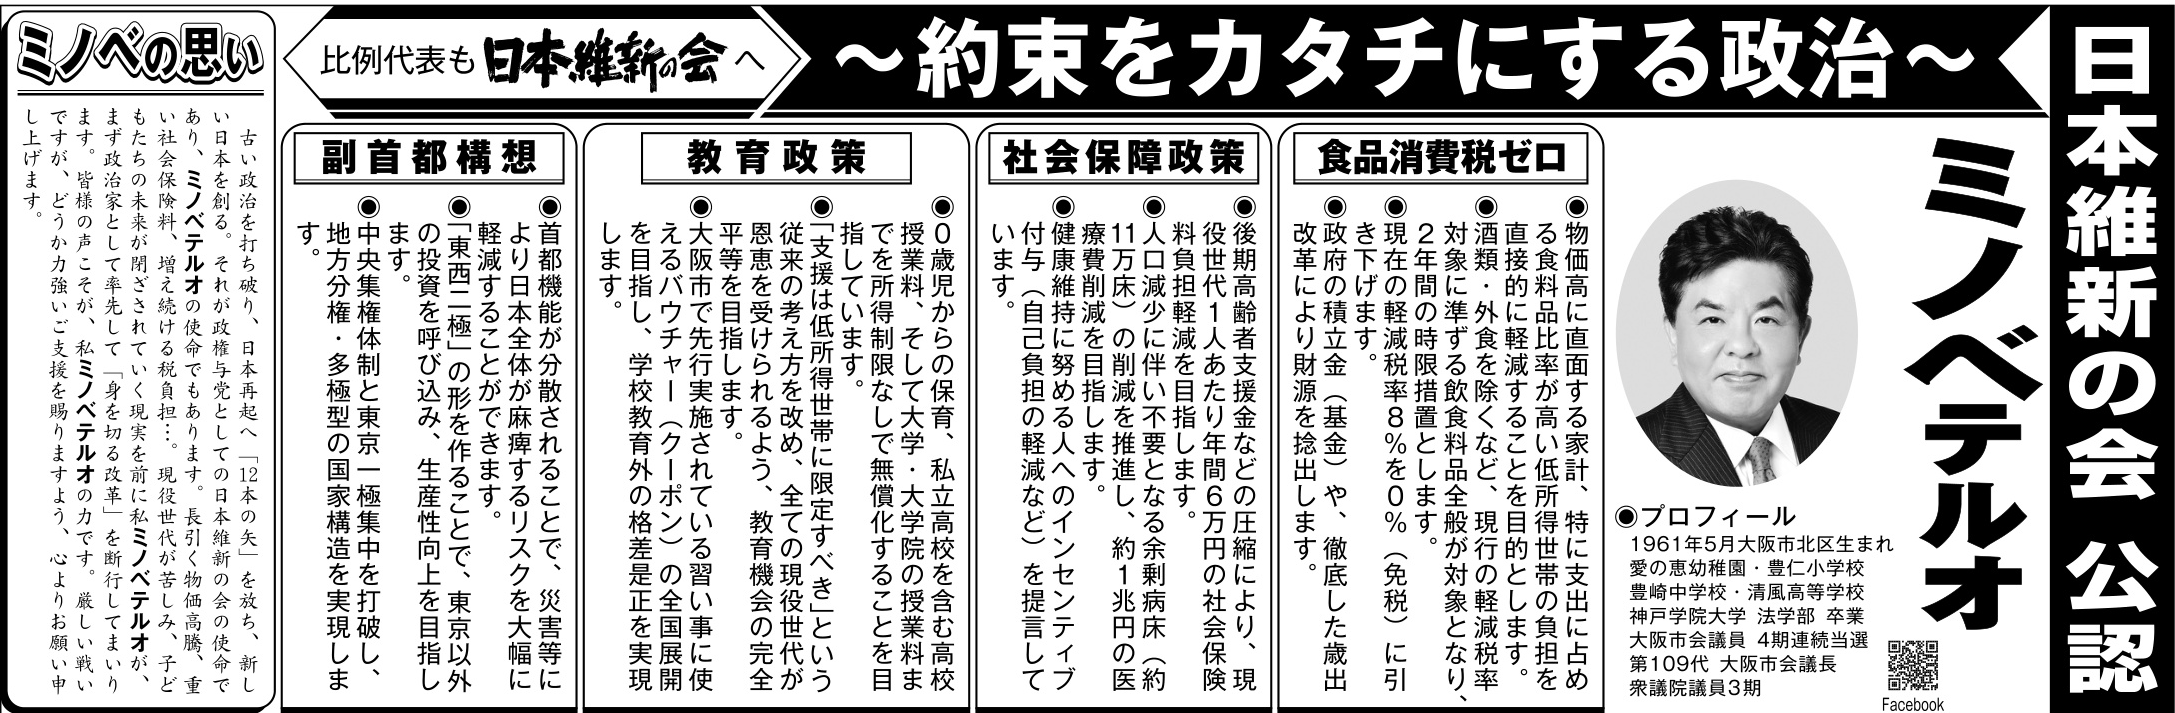 日本維新の会 公認
～約束をカタチにする政治～
比例代表も日本維新の会へ
ミノベテルオ
●プロフィール
1961年5月大阪市北区生まれ
愛の恵幼稚園・豊仁小学校
豊崎中学校・清風高等学校
神戸学院大学 法学部 卒業
大阪市会議員 4期連続当選
第109代 大阪市会議長
衆議院議員3期
Facebook
食品消費税ゼロ
◉物価高に直面する家計、特に支出に占め
る食料品比率が高い低所得世帯の負担を
直接的に軽減することを目的とします。
◉酒類・外食を除くなど、現行の軽減税率
対象に準ずる飲食料品全般が対象となり、
２年間の時限措置とします。
◉現在の軽減税率８％を０％（免税）に引
き下げます。
◉政府の積立金（基金）や、徹底した歳出
改革により財源を捻出します。
社会保障政策
◉後期高齢者支援金などの圧縮により、現
役世代１人あたり年間６万円の社会保険
料負担軽減を目指します。
◉人口減少に伴い不要となる余剰病床（約
11万床）の削減を推進し、約１兆円の医
療費削減を目指します。
◉健康維持に努める人へのインセンティブ
付与（自己負担の軽減など）を提言して
います。
教育政策
◉０歳児からの保育、私立高校を含む高校
授業料、そして大学・大学院の授業料ま
でを所得制限なしで無償化することを目
指しています。
◉「支援は低所得世帯に限定すべき」という
従来の考え方を改め、全ての現役世代が
恩恵を受けられるよう、教育機会の完全
平等を目指します。
◉大阪市で先行実施されている習い事に使
えるバウチャー（クーポン）の全国展開
を目指し、学校教育外の格差是正を実現
します。
副首都構想
◉首都機能が分散されることで、災害等に
より日本全体が麻痺するリスクを大幅に
軽減することができます。
◉「東西二極」の形を作ることで、東京以外
の投資を呼び込み、生産性向上を目指し
ます。
◉中央集権体制と東京一極集中を打破し、
地方分権・多極型の国家構造を実現しま
す。
ミノベの思い
古い政治を打ち破り、日本再起へ「12本の矢」を放ち、新し
い日本を創る。それが政権与党としての日本維新の会の使命で
あり、ミノベテルオの使命でもあります。長引く物価高騰、重
い社会保険料、増え続ける税負担…。現役世代が苦しみ、子ど
もたちの未来が閉ざされていく現実を前に私ミノベテルオが、
まず政治家として率先して「身を切る改革」を断行してまいり
ます。皆様の声こそが、私ミノベテルオの力です。厳しい戦い
ですが、どうか力強いご支援を賜りますよう、心よりお願い申
し上げます。